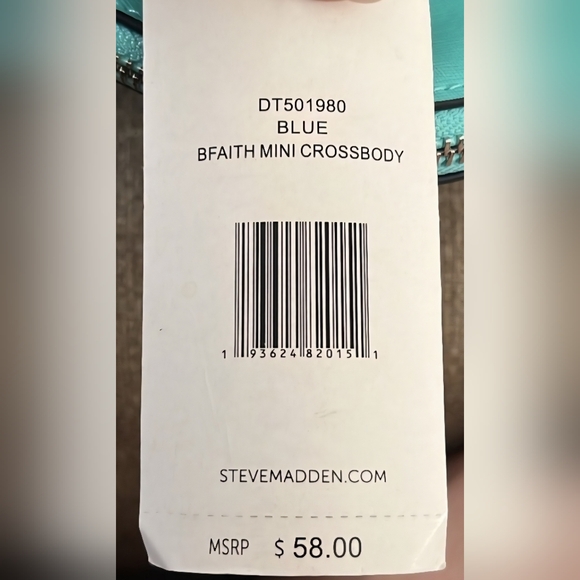 DT501980
BLUE
BFAITH MINI CROSSBODY
1 93624 82015 1
STEVEMADDEN.COM
MSRP $ 58.00